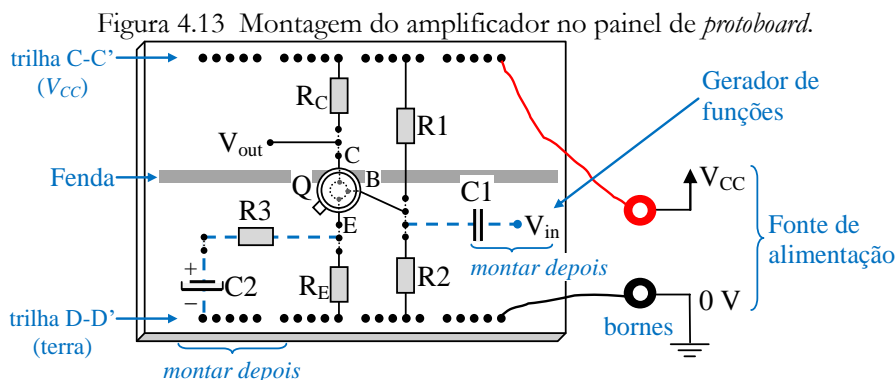 Figura 4.13 Montagem do amplificador no painel de protoboard.
trilha C-C’
(VCC)
Gerador de
funções
RC
R1
Vout
C
Fenda
Q
B
C1
VCC
Vin
R3
E
montar depois
Fonte de
alimentação
+
−
C2
RE
R2
0 V
trilha D-D’
(terra)
bornes
montar depois